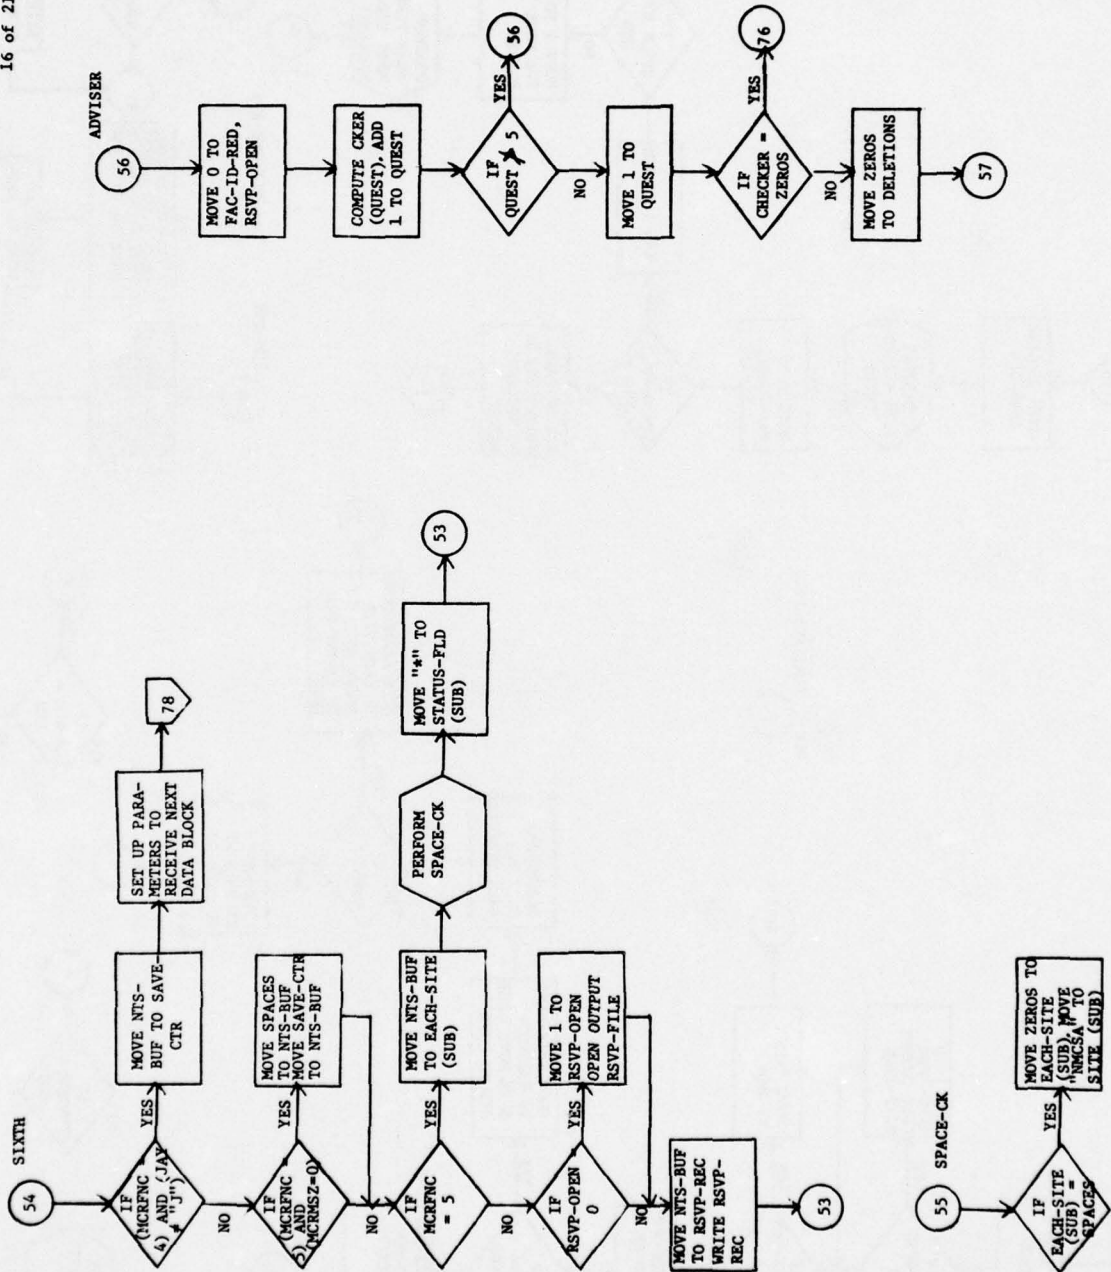 16 of 21
54
SIXTH
IF
(MCRFNC =
4) AND (JAY
≠ "J")
YES
NO
MOVE NTS-
BUF TO SAVE-
CTR
SET UP PARA-
METERS TO
RECEIVE NEXT
DATA BLOCK
78
IF
(MCRFNC =
5) AND
(MCRMSZ=0)
YES
NO
MOVE SPACES
TO NTS-BUF
MOVE SAVE-CTR
TO NTS-BUF
IF
MCRFNC
= 5
YES
NO
MOVE NTS-BUF
TO EACH-SITE
(SUB)
PERFORM
SPACE-CK
MOVE "*" TO
STATUS-FLD
(SUB)
53
IF
RSVP-OPEN =
0
YES
NO
MOVE 1 TO
RSVP-OPEN
OPEN OUTPUT
RSVP-FILE
MOVE NTS-BUF
TO RSVP-REC
WRITE RSVP-
REC
53
55
SPACE-CK
IF
EACH-SITE
(SUB) =
SPACES
YES
MOVE ZEROS TO
EACH-SITE
(SUB), MOVE
"NMCSA" TO
SITE (SUB)
56
ADVISER
MOVE 0 TO
FAC-ID-RED,
RSVP-OPEN
COMPUTE CKER
(QUEST), ADD
1 TO QUEST
IF
QUEST ≯ 5
YES
56
NO
MOVE 1 TO
QUEST
IF
CHECKER =
ZEROS
YES
76
NO
MOVE ZEROS
TO DELETIONS
57